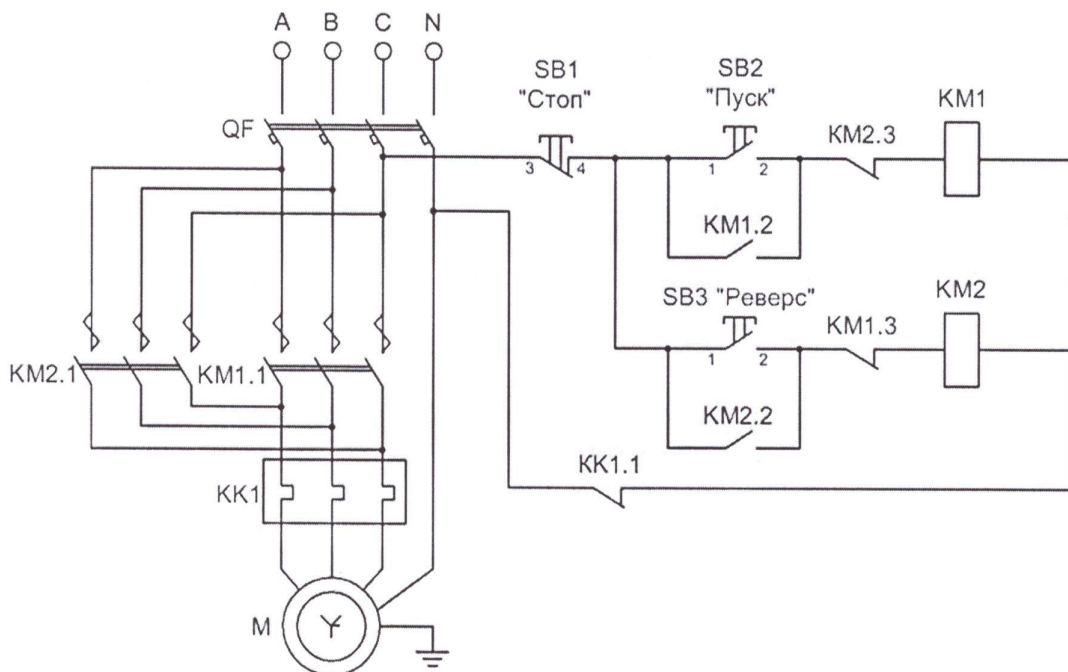 A B C N
QF
SB1
"Стоп"
SB2
"Пуск"
KM1
KM2.3
3 4
1 2
KM1.2
SB3 "Реверс"
KM2
KM1.3
1 2
KM2.1
KM1.1
KM2.2
KK1.1
KK1
M